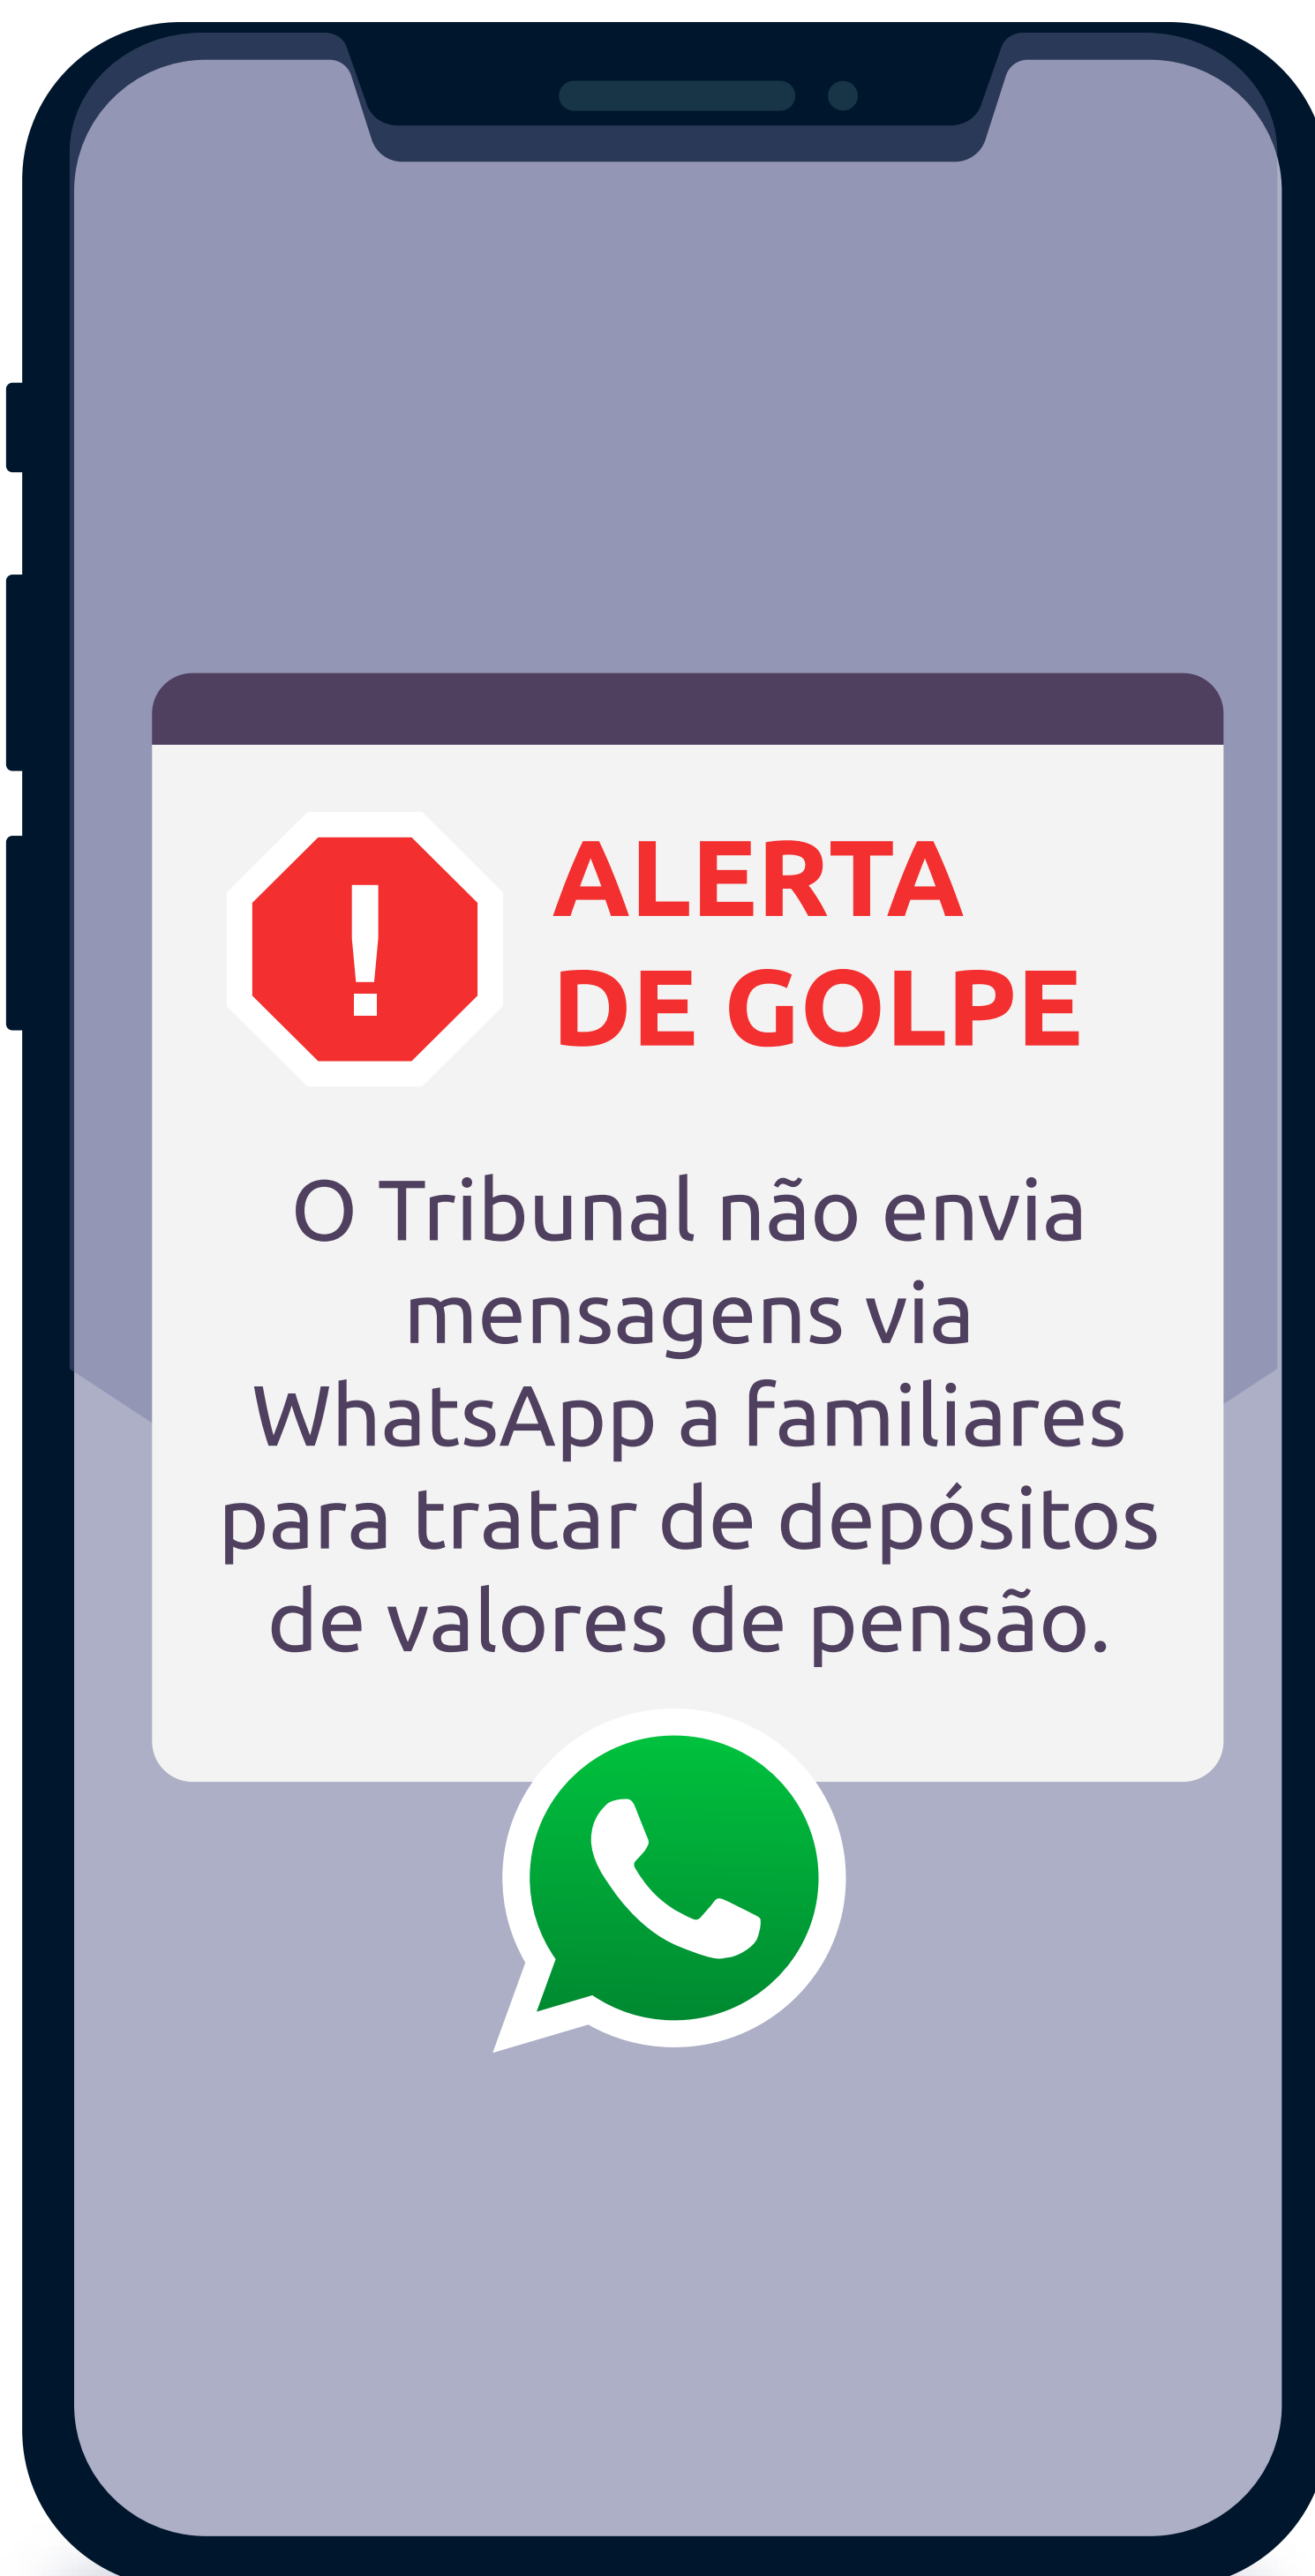 ALERTA
DE GOLPE
O Tribunal não envia
mensagens via
WhatsApp a familiares
para tratar de depósitos
de valores de pensão.